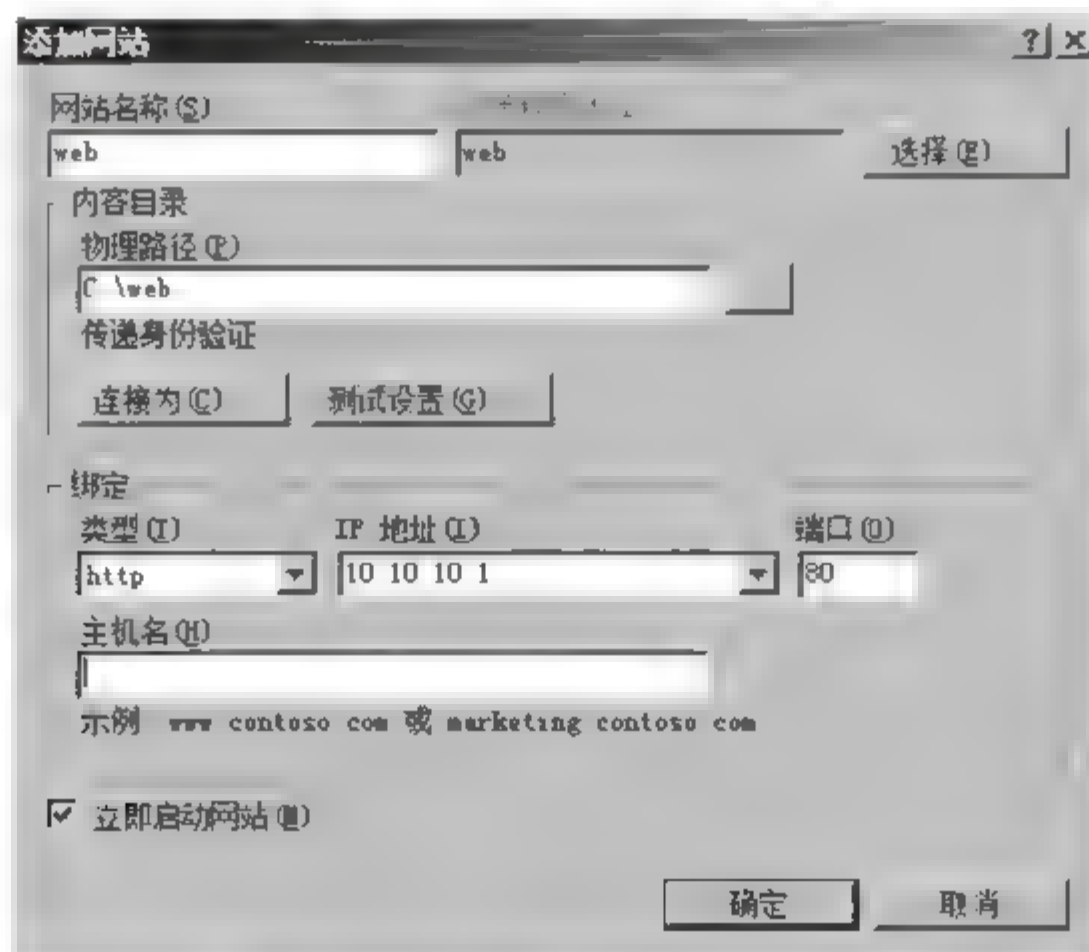 添加网站
网站名称(S)
web web 选择(E)
内容目录
物理路径(P)
C \web
传递身份验证
连接为(C) 测试设置(G)
绑定
类型(T) IP 地址(I) 端口(O)
http 10 10 10 1 80
主机名(H)
示例 www contoso com 或 marketing contoso com
立即启动网站(M)
确定 取消